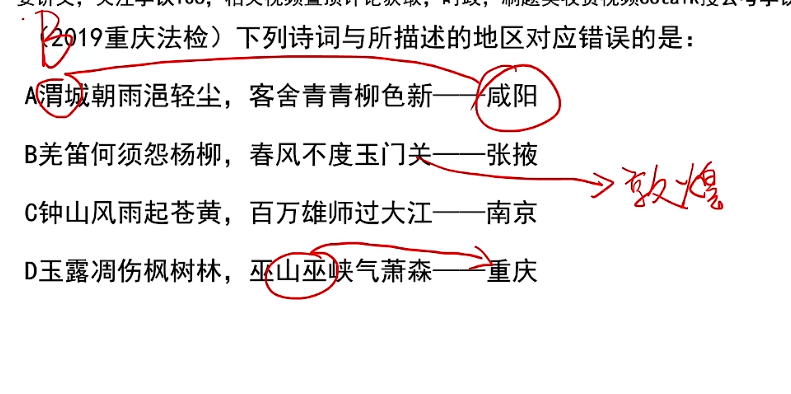 B（2019重庆法检）下列诗词与所描述的地区对应错误的是：
A渭城朝雨浥轻尘，客舍青青柳色新——咸阳
B羌笛何须怨杨柳，春风不度玉门关——张掖
敦煌
C钟山风雨起苍黄，百万雄师过大江——南京
D玉露凋伤枫树林，巫山巫峡气萧森——重庆